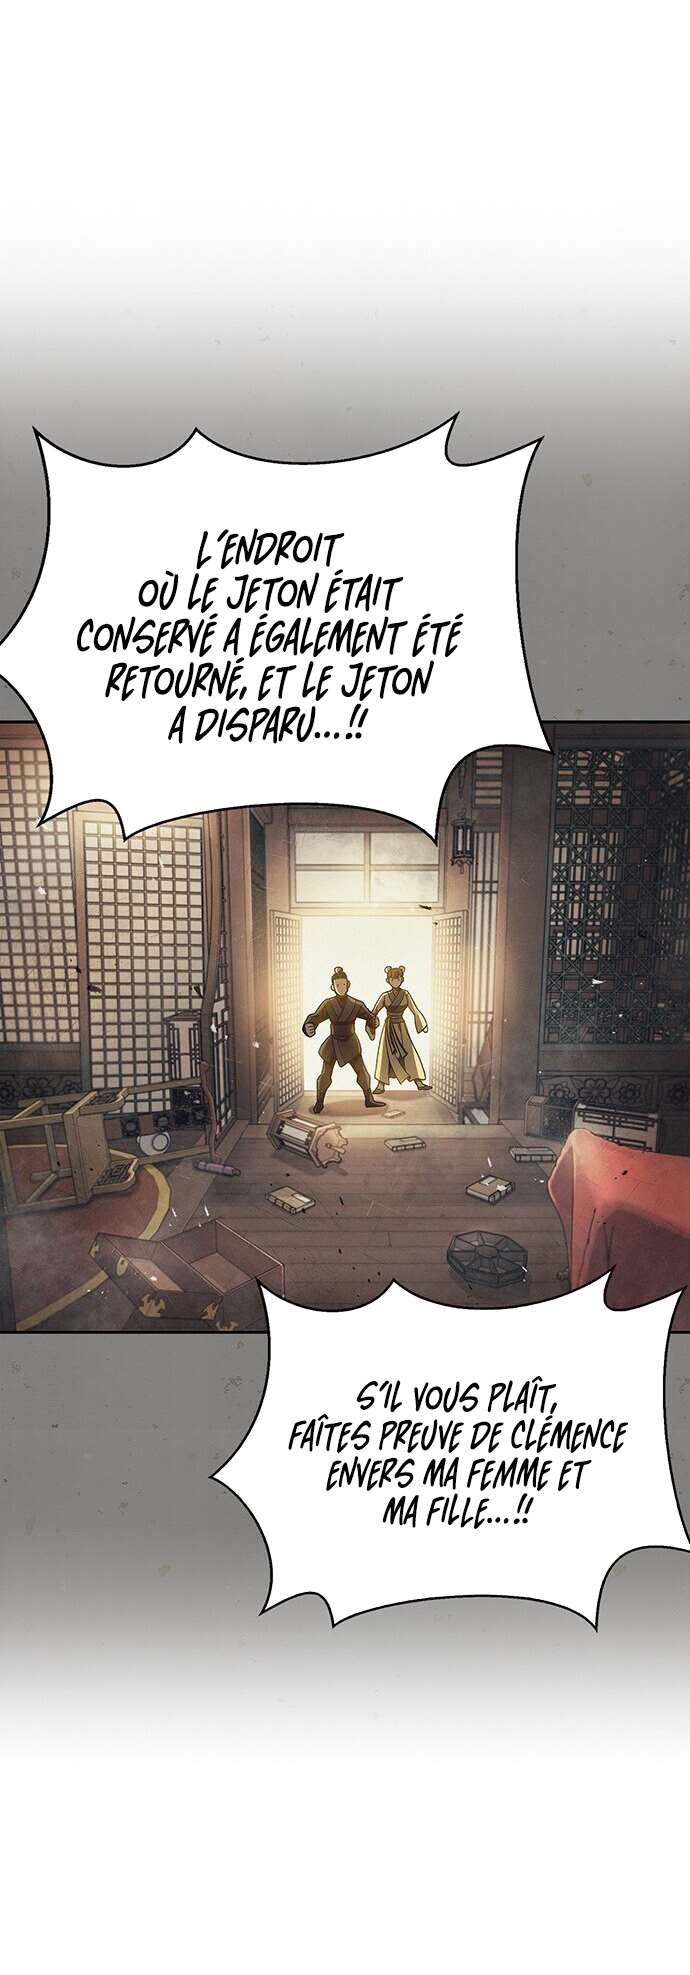 L'ENDROIT
OÙ LE JETON ÉTAIT
CONSERVÉ A ÉGALEMENT ÉTÉ
RETOURNÉ, ET LE JETON
A DISPARU...!!
S'IL VOUS PLAÎT,
FAÎTES PREUVE DE CLÉMENCE
ENVERS MA FEMME ET
MA FILLE...!!